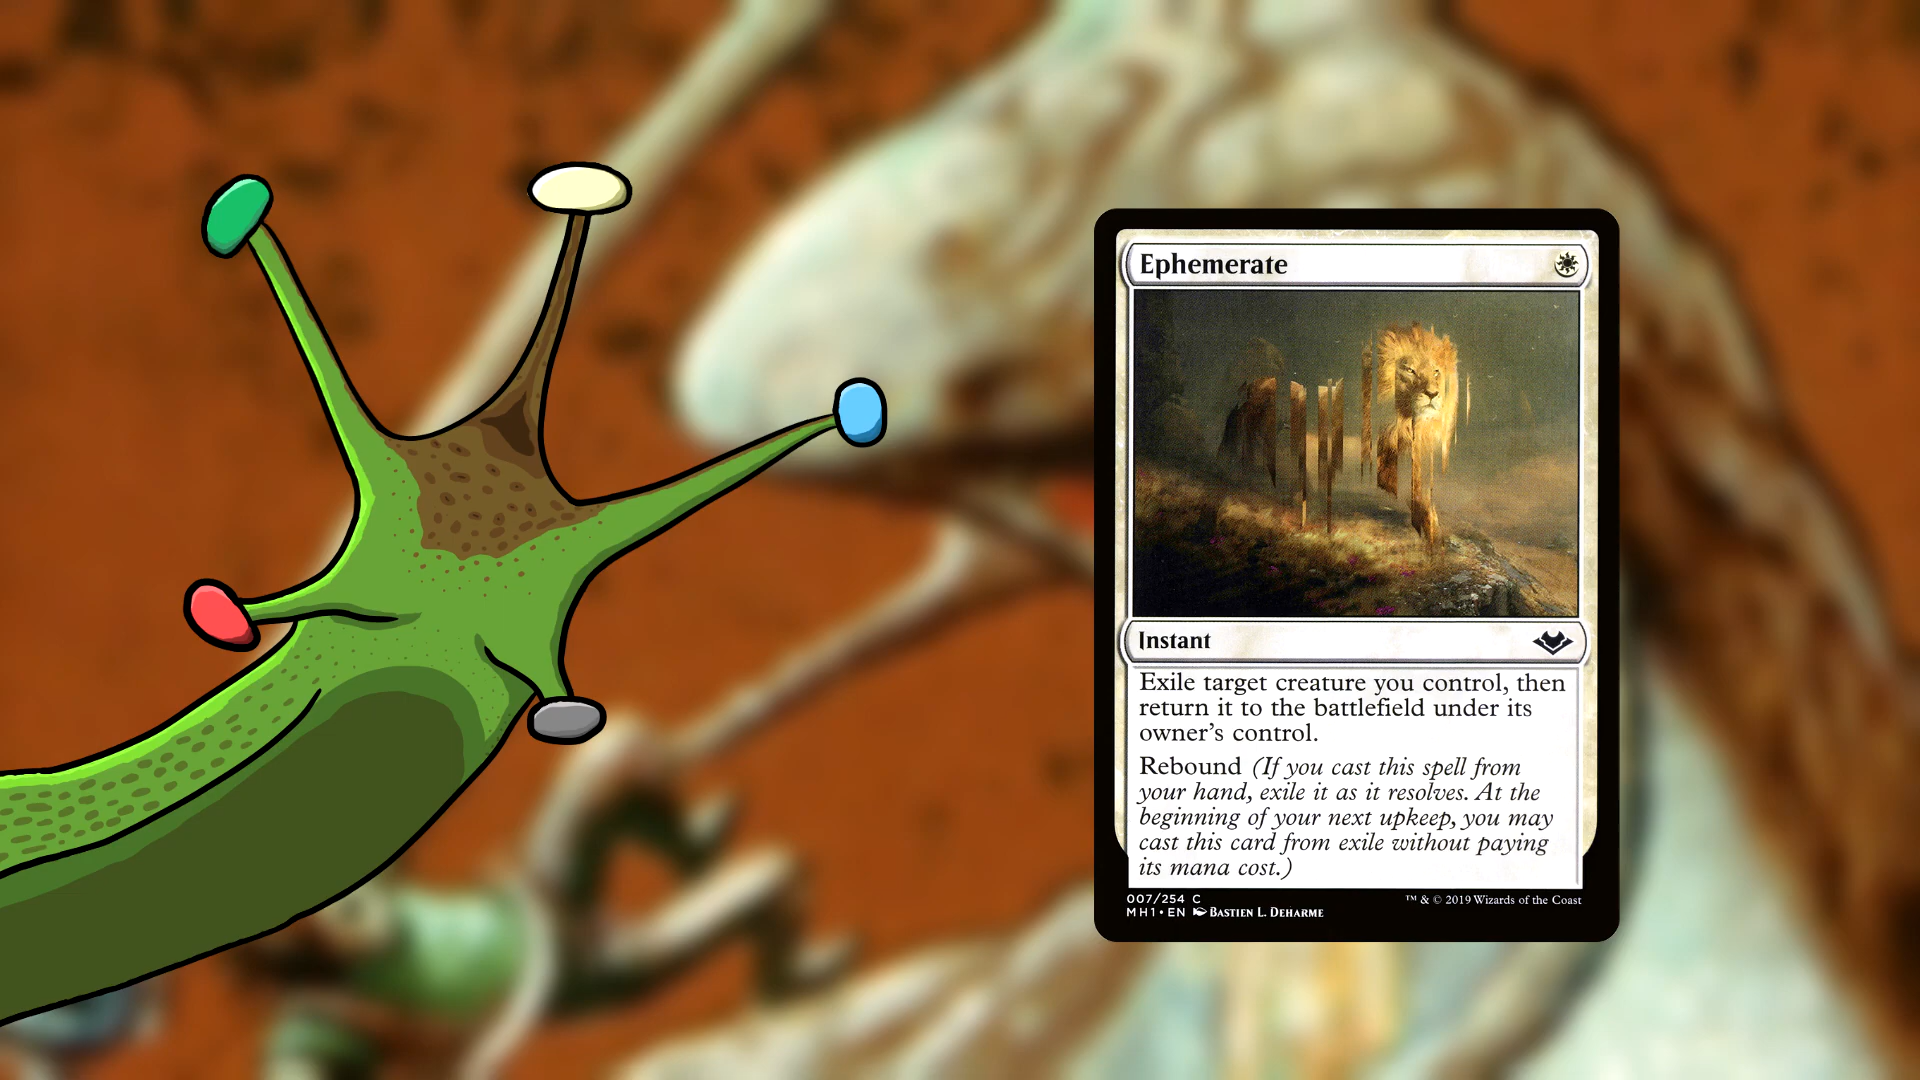 Ephemerate
Instant
Exile target creature you control, then
return it to the battlefield under its
owner's control.
Rebound (If you cast this spell from
your hand, exile it as it resolves. At the
beginning of your next upkeep, you may
cast this card from exile without paying
its mana cost.)
007/254 C
MH1 • EN Bastien L. Deharme
™ & © 2019 Wizards of the Coast